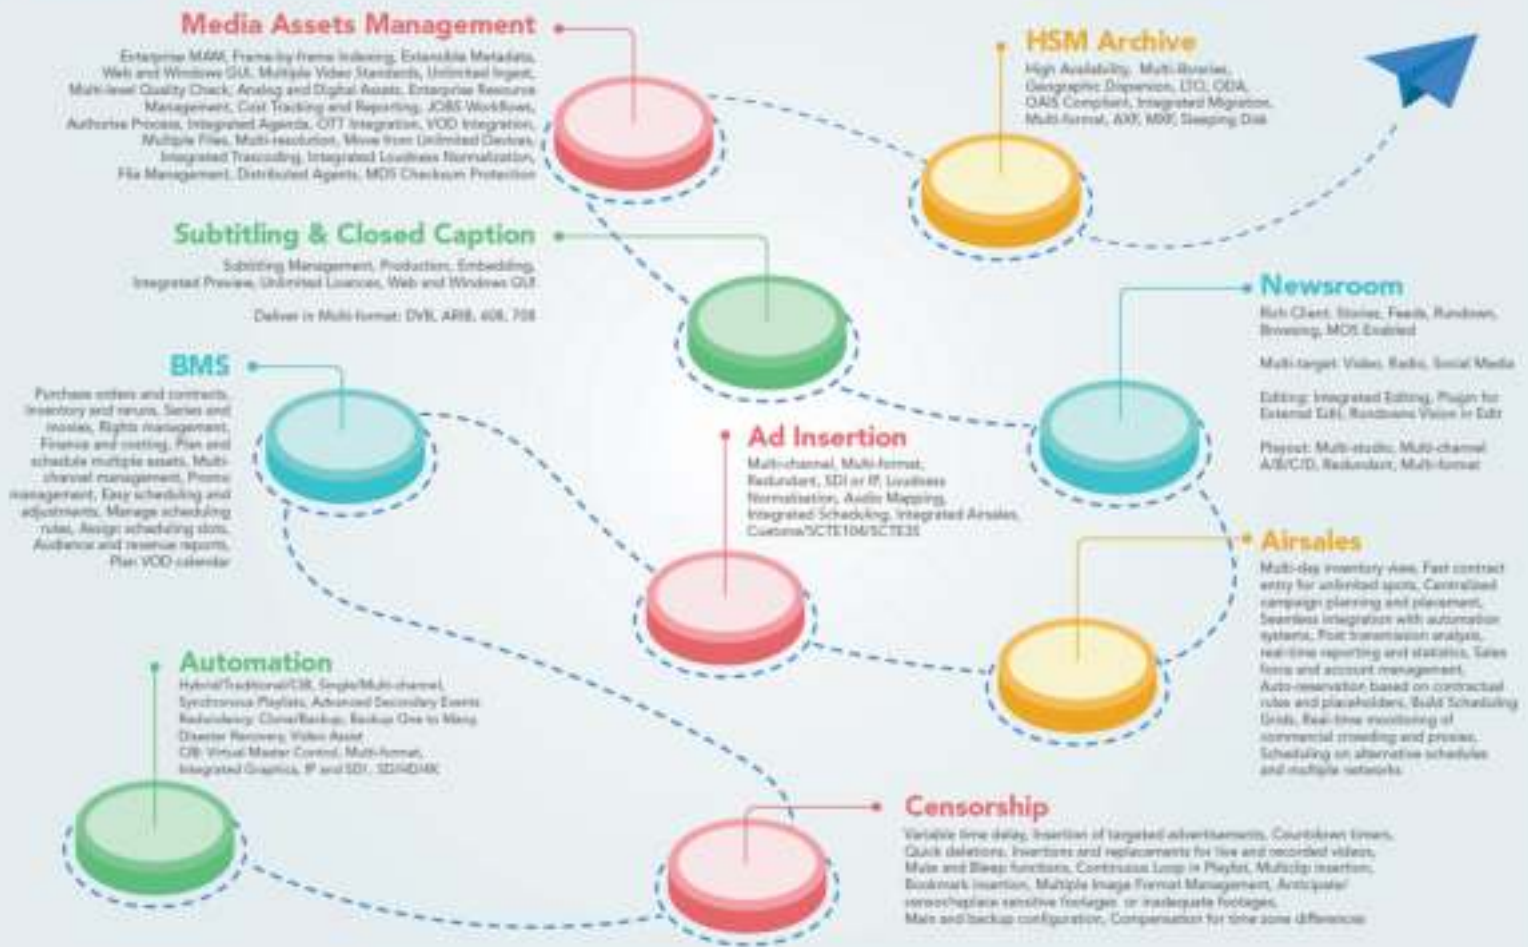 Media Assets Management
Enterprise MAM, Frame-by-frame Indexing, Extensible Metadata,
Web and Windows GUI, Multiple Video Standards, Unlimited Ingest,
Multi-level Quality Check, Analog and Digital Assets, Enterprise Resource
Management, Cost Tracking and Reporting, JOBS Workflows,
Authorise Process, Integrated Agenda, OTT Integration, VOD Integration,
Multiple Files, Multi-resolution, Move from Unlimited Devices,
Integrated Trascoding, Integrated Loudness Normalization,
File Management, Distributed Agents, MD5 Checksum Protection
HSM Archive
High Availability, Multi-libraries,
Geographic Dispersion, LTO, ODA,
OAIS Compliant, Integrated Migration,
Multi-format, AXF, MXF, Sleeping Disk
Subtitling & Closed Caption
Subtitling Management, Production, Embedding,
Integrated Preview, Unlimited Licences, Web and Windows GUI
Deliver in Multi-format: DVB, ARIB, 608, 708
Newsroom
Rich Client: Stories, Feeds, Rundown,
Browsing, MOS Enabled
Multi-target: Video, Radio, Social Media
Editing: Integrated Editing, Plugin for
External Edit, Rundowns Vision in Edit
Playout: Multi-studio, Multi-channel
A/B/C/D, Redundant, Multi-format
BMS
Purchase orders and contracts,
Inventory and reruns, Series and
movies, Rights management,
Finance and costing, Plan and
schedule multiple assets, Multi-
channel management, Promo
management, Easy scheduling and
adjustments, Manage scheduling
rules, Assign scheduling slots,
Audience and revenue reports,
Plan VOD calendar
Ad Insertion
Multi-channel, Multi-format,
Redundant, SDI or IP, Loudness
Normalisation, Audio Mapping,
Integrated Scheduling, Integrated Airsales,
Customs/SCTE104/SCTE35
Airsales
Multi-day inventory view, Fast contract
entry for unlimited spots, Centralised
campaign planning and placement,
Seamless integration with automation
systems, Post transmission analysis,
real-time reporting and statistics, Sales
force and account management,
Auto-reservation based on contractual
rules and placeholders, Build Scheduling
Grids, Real-time monitoring of
commercial crowding and proxies,
Scheduling on alternative schedules
and multiple networks
Automation
Hybrid/Traditional/CIB, Single/Multi-channel,
Synchronous Playlists, Advanced Secondary Events
Redundancy: Clone/Backup, Backup One to Many,
Disaster Recovery, Video Assist
CIB: Virtual Master Control, Multi-format,
Integrated Graphics, IP and SDI, SD/HD/4K
Censorship
Variable time delay, Insertion of targeted advertisements, Countdown timers,
Quick deletions, Insertions and replacements for live and recorded videos,
Mute and Bleep functions, Continuous Loop in Playlist, Multiclip insertion,
Bookmark insertion, Multiple Image Format Management, Anticipate/
censor/replace sensitive footages or inadequate footages,
Main and backup configuration, Compensation for time zone differences